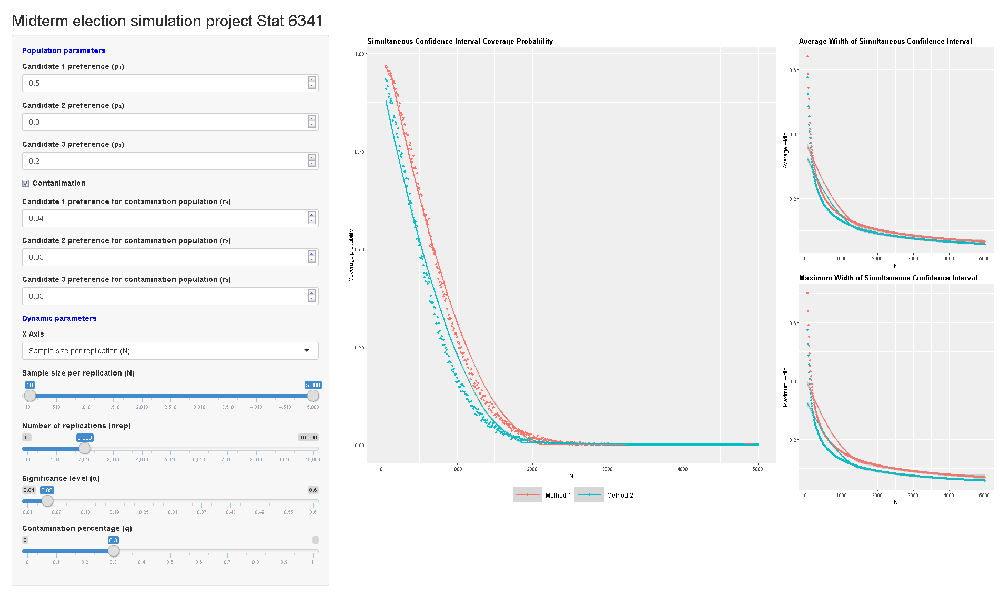 Midterm election simulation project Stat 6341
Population parameters
Candidate 1 preference (p₁)
0.5
Candidate 2 preference (p₂)
0.3
Candidate 3 preference (p₃)
0.2
Contanimation
Candidate 1 preference for contamination population (r₁)
0.34
Candidate 2 preference for contamination population (r₂)
0.33
Candidate 3 preference for contamination population (r₃)
0.33
Dynamic parameters
X Axis
Sample size per replication (N)
Sample size per replication (N)
50 5,000
10 510 1,010 1,510 2,010 2,510 3,010 3,510 4,010 4,510 5,000
Number of replications (nrep)
10 2,000 10,000
10 1,010 2,010 3,010 4,010 5,010 6,010 7,010 8,010 9,010 10,000
Significance level (α)
0.01 0.05 0.6
0.01 0.07 0.13 0.19 0.25 0.31 0.37 0.43 0.49 0.55 0.6
Contamination percentage (q)
0 0.3 1
0 0.1 0.2 0.3 0.4 0.5 0.6 0.7 0.8 0.9 1
Simultaneous Confidence Interval Coverage Probability
Coverage probability
1.00
0.75
0.50
0.25
0.00
0 1000 2000 3000 4000 5000
N
Method 1 Method 2
Average Width of Simultaneous Confidence Interval
Average width
0.6
0.4
0.2
0 1000 2000 3000 4000 5000
N
Maximum Width of Simultaneous Confidence Interval
Maximum width
0.6
0.4
0.2
0 1000 2000 3000 4000 5000
N